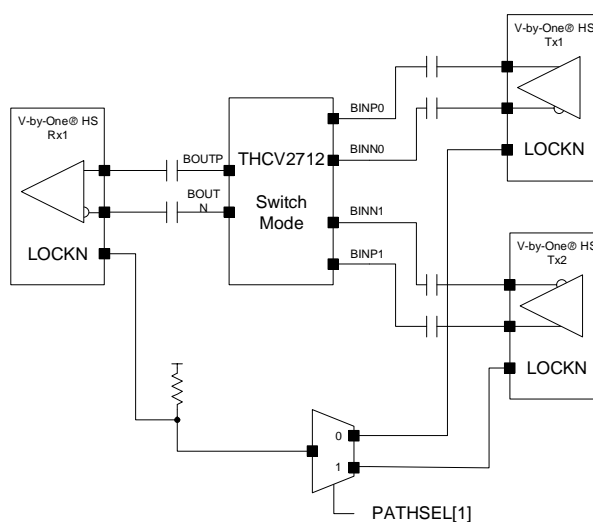 V-by-One® HS
Tx1
LOCKN
V-by-One® HS
Rx1
LOCKN
BOUTP
BOUT
N
THCV2712
Switch
Mode
BINP0
BINN0
BINN1
BINP1
V-by-One® HS
Tx2
LOCKN
0
1
PATHSEL[1]